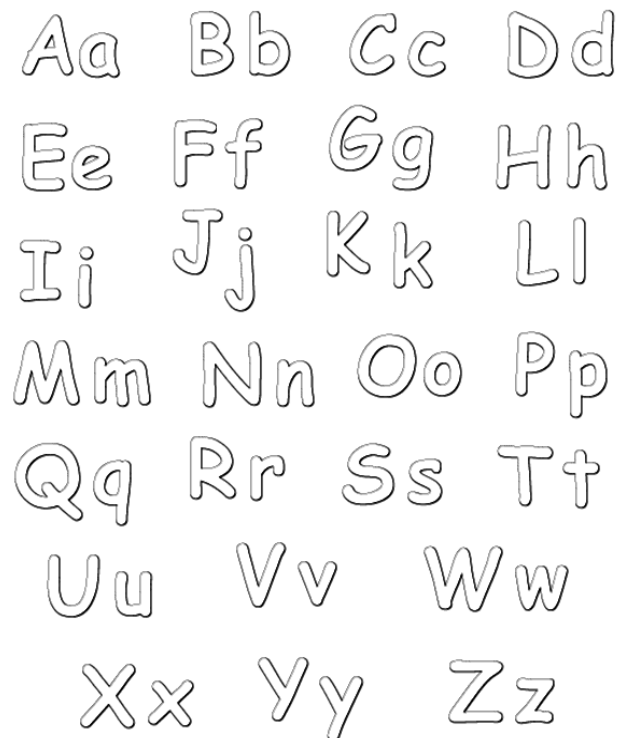 Aa Bb Cc Dd
Ee Ff Gg Hh
Ii Jj Kk Ll
Mm Nn Oo Pp
Qq Rr Ss Tt
Uu Vv Ww
Xx Yy Zz